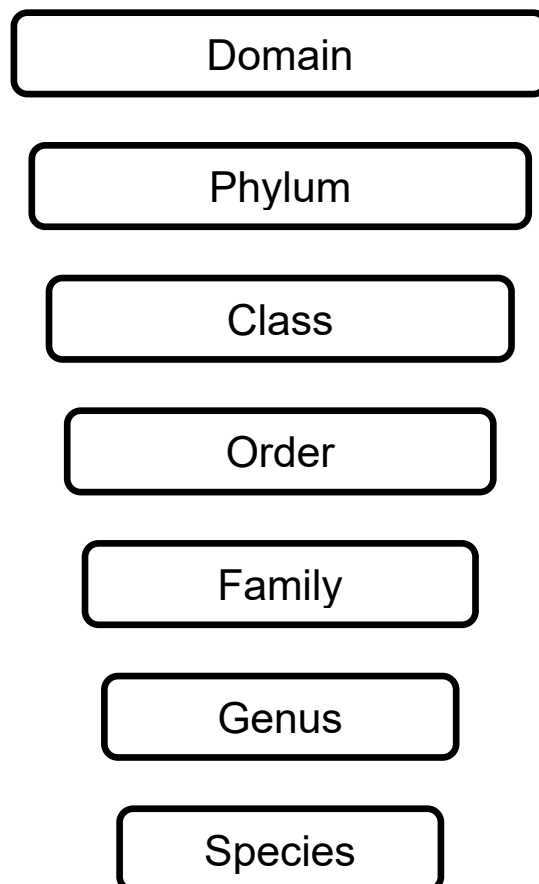 Domain
Phylum
Class
Order
Family
Genus
Species